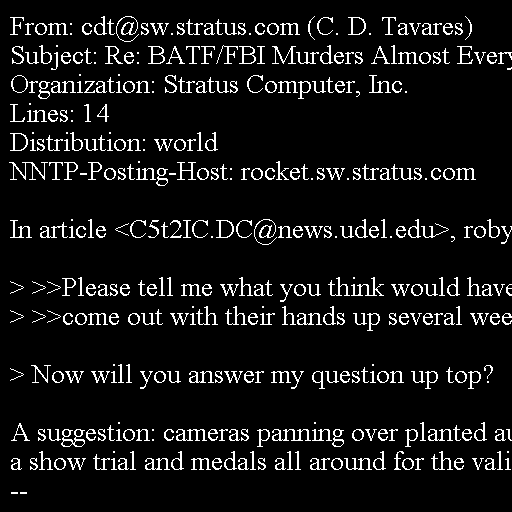 From: cdt@sw.stratus.com (C. D. Tavares)
Subject: Re: BATF/FBI Murders Almost Every
Organization: Stratus Computer, Inc.
Lines: 14
Distribution: world
NNTP-Posting-Host: rocket.sw.stratus.com

In article <C5t2IC.DC@news.udel.edu>, roby

> >>Please tell me what you think would have
> >>come out with their hands up several wee

> Now will you answer my question up top?

A suggestion: cameras panning over planted au
a show trial and medals all around for the vali
--